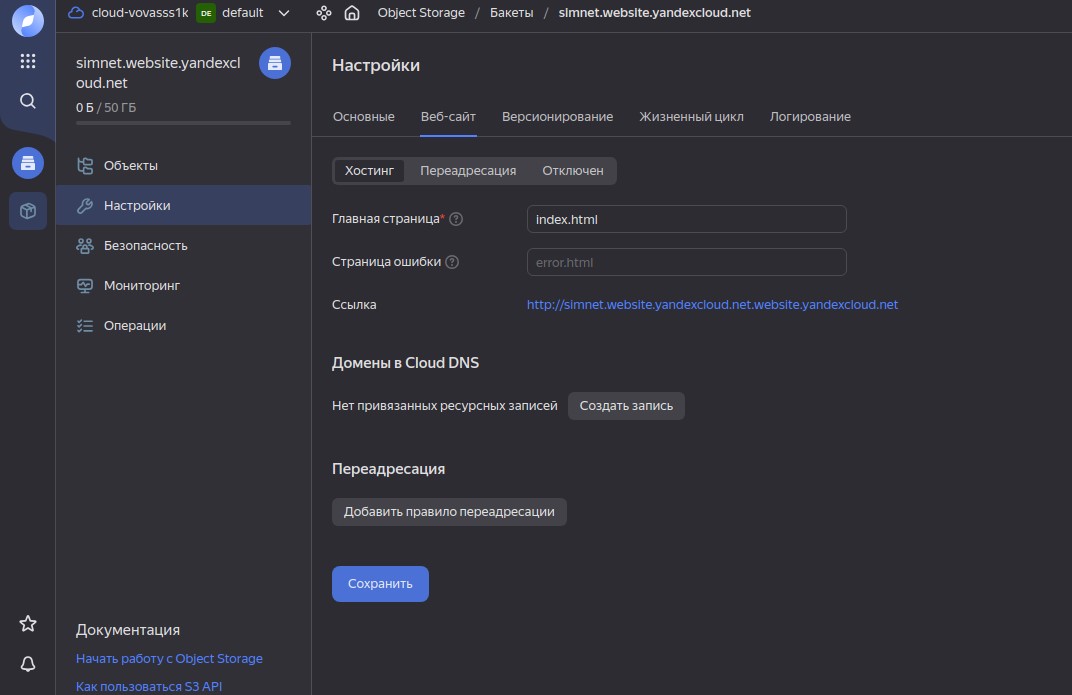 cloud-vovasss1k DE default Object Storage / Бакеты / simnet.website.yandexcloud.net
simnet.website.yandexcl
oud.net
0 Б / 50 ГБ
Объекты
Настройки
Безопасность
Мониторинг
Операции
Документация
Начать работу с Object Storage
Как пользоваться S3 API
Настройки
Основные Веб-сайт Версионирование Жизненный цикл Логирование
Хостинг Переадресация Отключен
Главная страница* ? index.html
Страница ошибки ? error.html
Ссылка http://simnet.website.yandexcloud.net.website.yandexcloud.net
Домены в Cloud DNS
Нет привязанных ресурсных записей Создать запись
Переадресация
Добавить правило переадресации
Сохранить